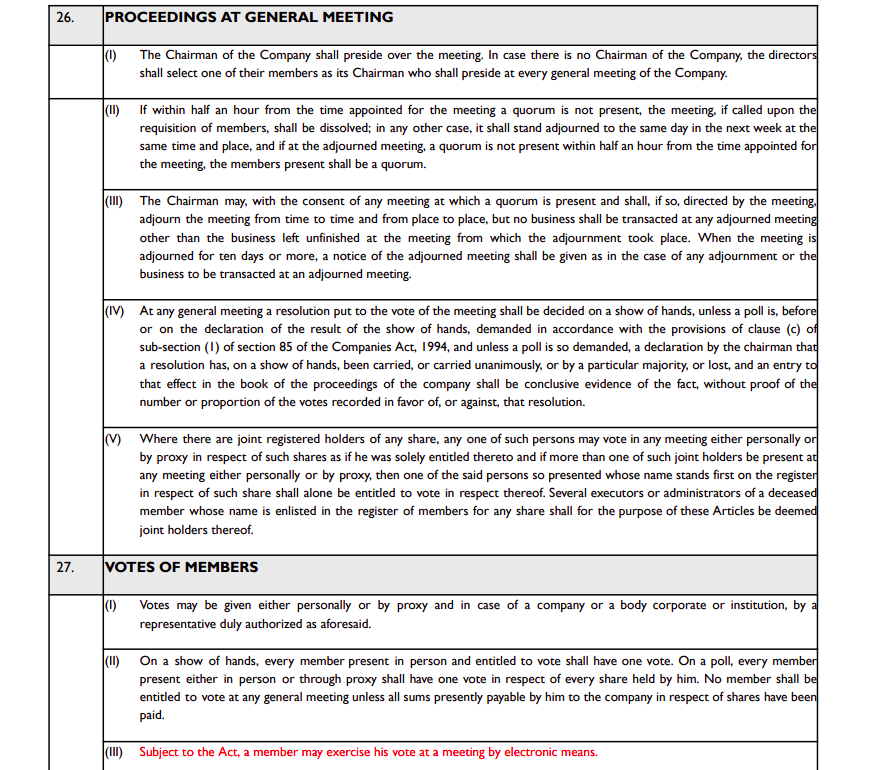 26. PROCEEDINGS AT GENERAL MEETING
(I) The Chairman of the Company shall preside over the meeting. In case there is no Chairman of the Company, the directors
shall select one of their members as its Chairman who shall preside at every general meeting of the Company.
(II) If within half an hour from the time appointed for the meeting a quorum is not present, the meeting, if called upon the
requisition of members, shall be dissolved; in any other case, it shall stand adjourned to the same day in the next week at the
same time and place, and if at the adjourned meeting, a quorum is not present within half an hour from the time appointed for
the meeting, the members present shall be a quorum.
(III) The Chairman may, with the consent of any meeting at which a quorum is present and shall, if so, directed by the meeting,
adjourn the meeting from time to time and from place to place, but no business shall be transacted at any adjourned meeting
other than the business left unfinished at the meeting from which the adjournment took place. When the meeting is
adjourned for ten days or more, a notice of the adjourned meeting shall be given as in the case of any adjournment or the
business to be transacted at an adjourned meeting.
(IV) At any general meeting a resolution put to the vote of the meeting shall be decided on a show of hands, unless a poll is, before
or on the declaration of the result of the show of hands, demanded in accordance with the provisions of clause (c) of
sub-section (1) of section 85 of the Companies Act, 1994, and unless a poll is so demanded, a declaration by the chairman that
a resolution has, on a show of hands, been carried, or carried unanimously, or by a particular majority, or lost, and an entry to
that effect in the book of the proceedings of the company shall be conclusive evidence of the fact, without proof of the
number or proportion of the votes recorded in favor of, or against, that resolution.
(V) Where there are joint registered holders of any share, any one of such persons may vote in any meeting either personally or
by proxy in respect of such shares as if he was solely entitled thereto and if more than one of such joint holders be present at
any meeting either personally or by proxy, then one of the said persons so presented whose name stands first on the register
in respect of such share shall alone be entitled to vote in respect thereof. Several executors or administrators of a deceased
member whose name is enlisted in the register of members for any share shall for the purpose of these Articles be deemed
joint holders thereof.
27. VOTES OF MEMBERS
(I) Votes may be given either personally or by proxy and in case of a company or a body corporate or institution, by a
representative duly authorized as aforesaid.
(II) On a show of hands, every member present in person and entitled to vote shall have one vote. On a poll, every member
present either in person or through proxy shall have one vote in respect of every share held by him. No member shall be
entitled to vote at any general meeting unless all sums presently payable by him to the company in respect of shares have been
paid.
(III) Subject to the Act, a member may exercise his vote at a meeting by electronic means.